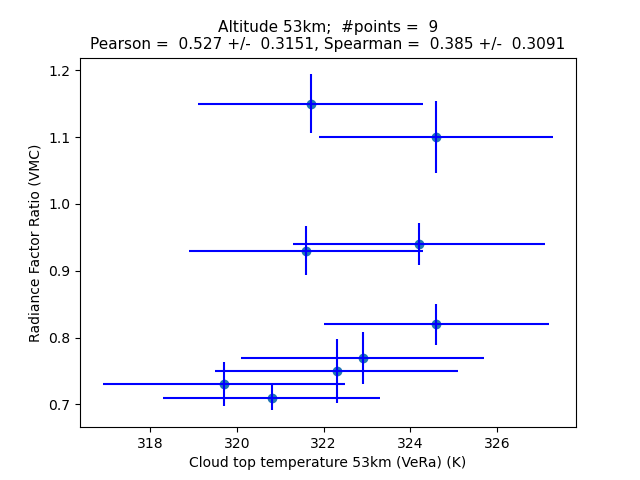 Altitude 53km;  #points =  9
Pearson =  0.527 +/-  0.3151, Spearman =  0.385 +/-  0.3091
1.2
1.1
1.0
0.9
0.8
0.7
Radiance Factor Ratio (VMC)
318 320 322 324 326
Cloud top temperature 53km (VeRa) (K)